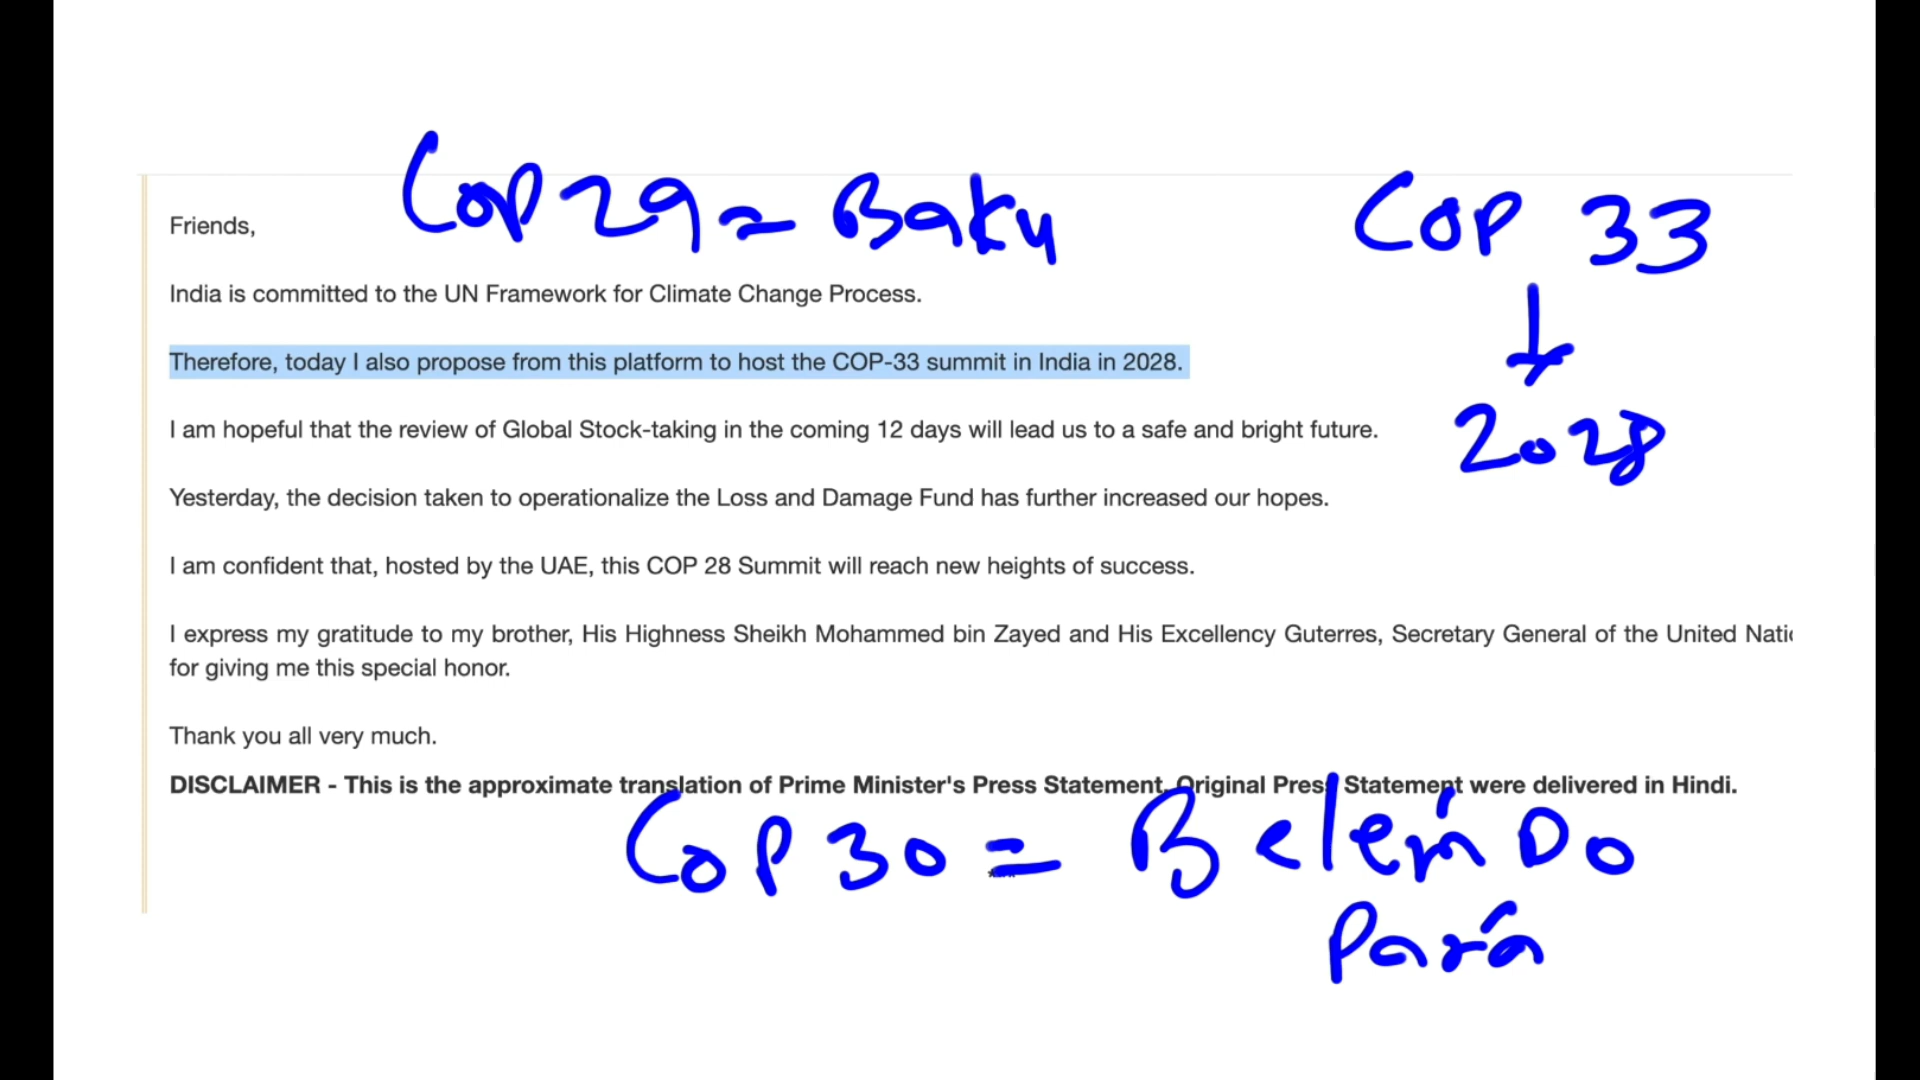 Cop 29 = Baku
Cop 33
Friends,
India is committed to the UN Framework for Climate Change Process.
Therefore, today I also propose from this platform to host the COP-33 summit in India in 2028.
2028
I am hopeful that the review of Global Stock-taking in the coming 12 days will lead us to a safe and bright future.
Yesterday, the decision taken to operationalize the Loss and Damage Fund has further increased our hopes.
I am confident that, hosted by the UAE, this COP 28 Summit will reach new heights of success.
I express my gratitude to my brother, His Highness Sheikh Mohammed bin Zayed and His Excellency Guterres, Secretary General of the United
for giving me this special honor.
Thank you all very much.
DISCLAIMER - This is the approximate translation of Prime Minister's Press Statement. Original Press Statement were delivered in Hindi.
Cop 30 = Belém Do
Pará